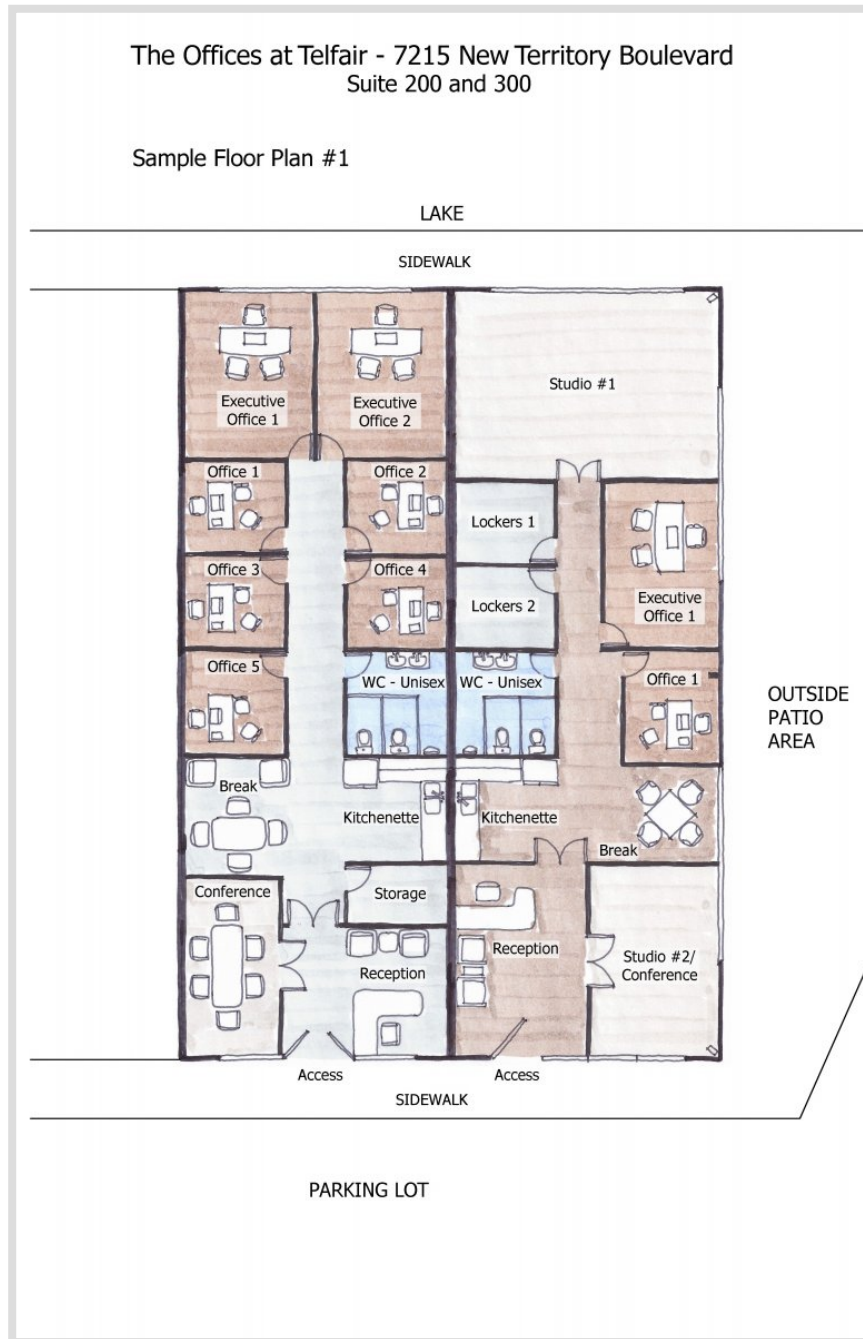 The Offices at Telfair - 7215 New Territory Boulevard
Suite 200 and 300
Sample Floor Plan #1
LAKE
SIDEWALK
Executive
Office 1
Executive
Office 2
Studio #1
Office 1
Office 2
Lockers 1
Office 3
Office 4
Lockers 2
Executive
Office 1
Office 5
WC - Unisex
WC - Unisex
Office 1
OUTSIDE
PATIO
AREA
Break
Kitchenette
Kitchenette
Break
Conference
Storage
Reception
Reception
Studio #2/
Conference
Access
Access
SIDEWALK
PARKING LOT